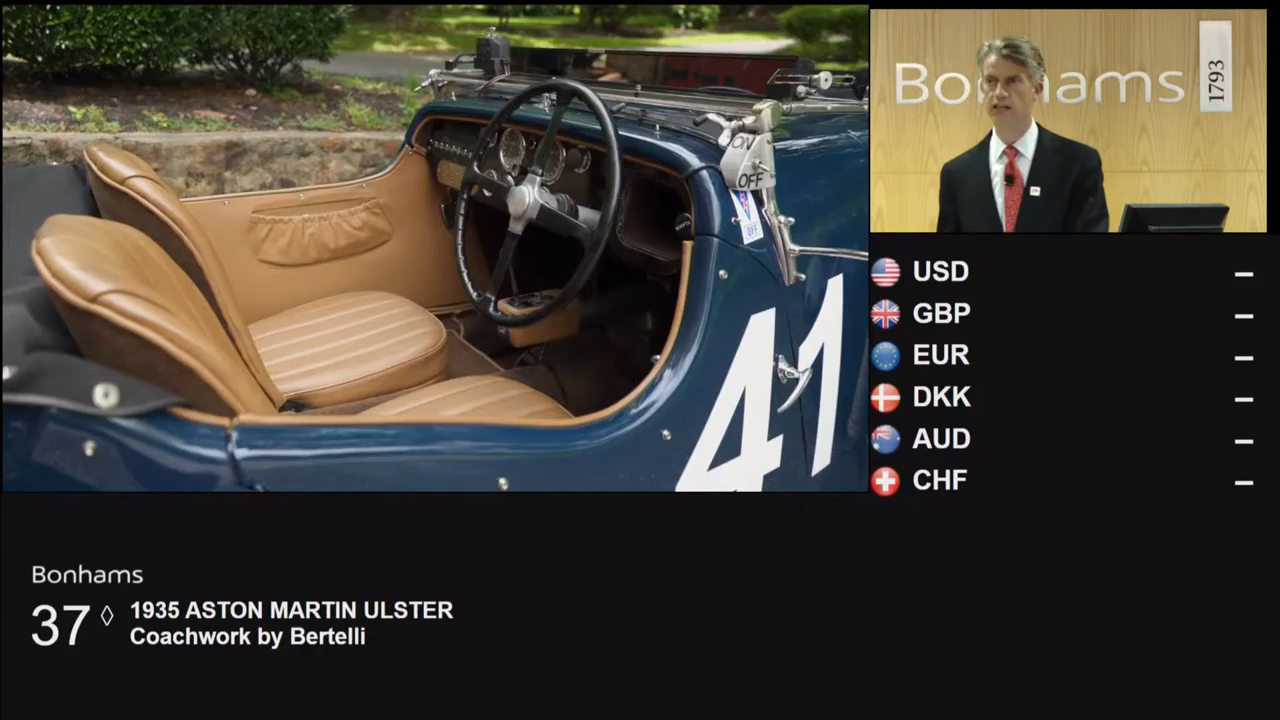 Bonhams
1793
ON
OFF
OFF
41
USD –
GBP –
EUR –
DKK –
AUD –
CHF –
Bonhams
37 ◊
1935 ASTON MARTIN ULSTER
Coachwork by Bertelli